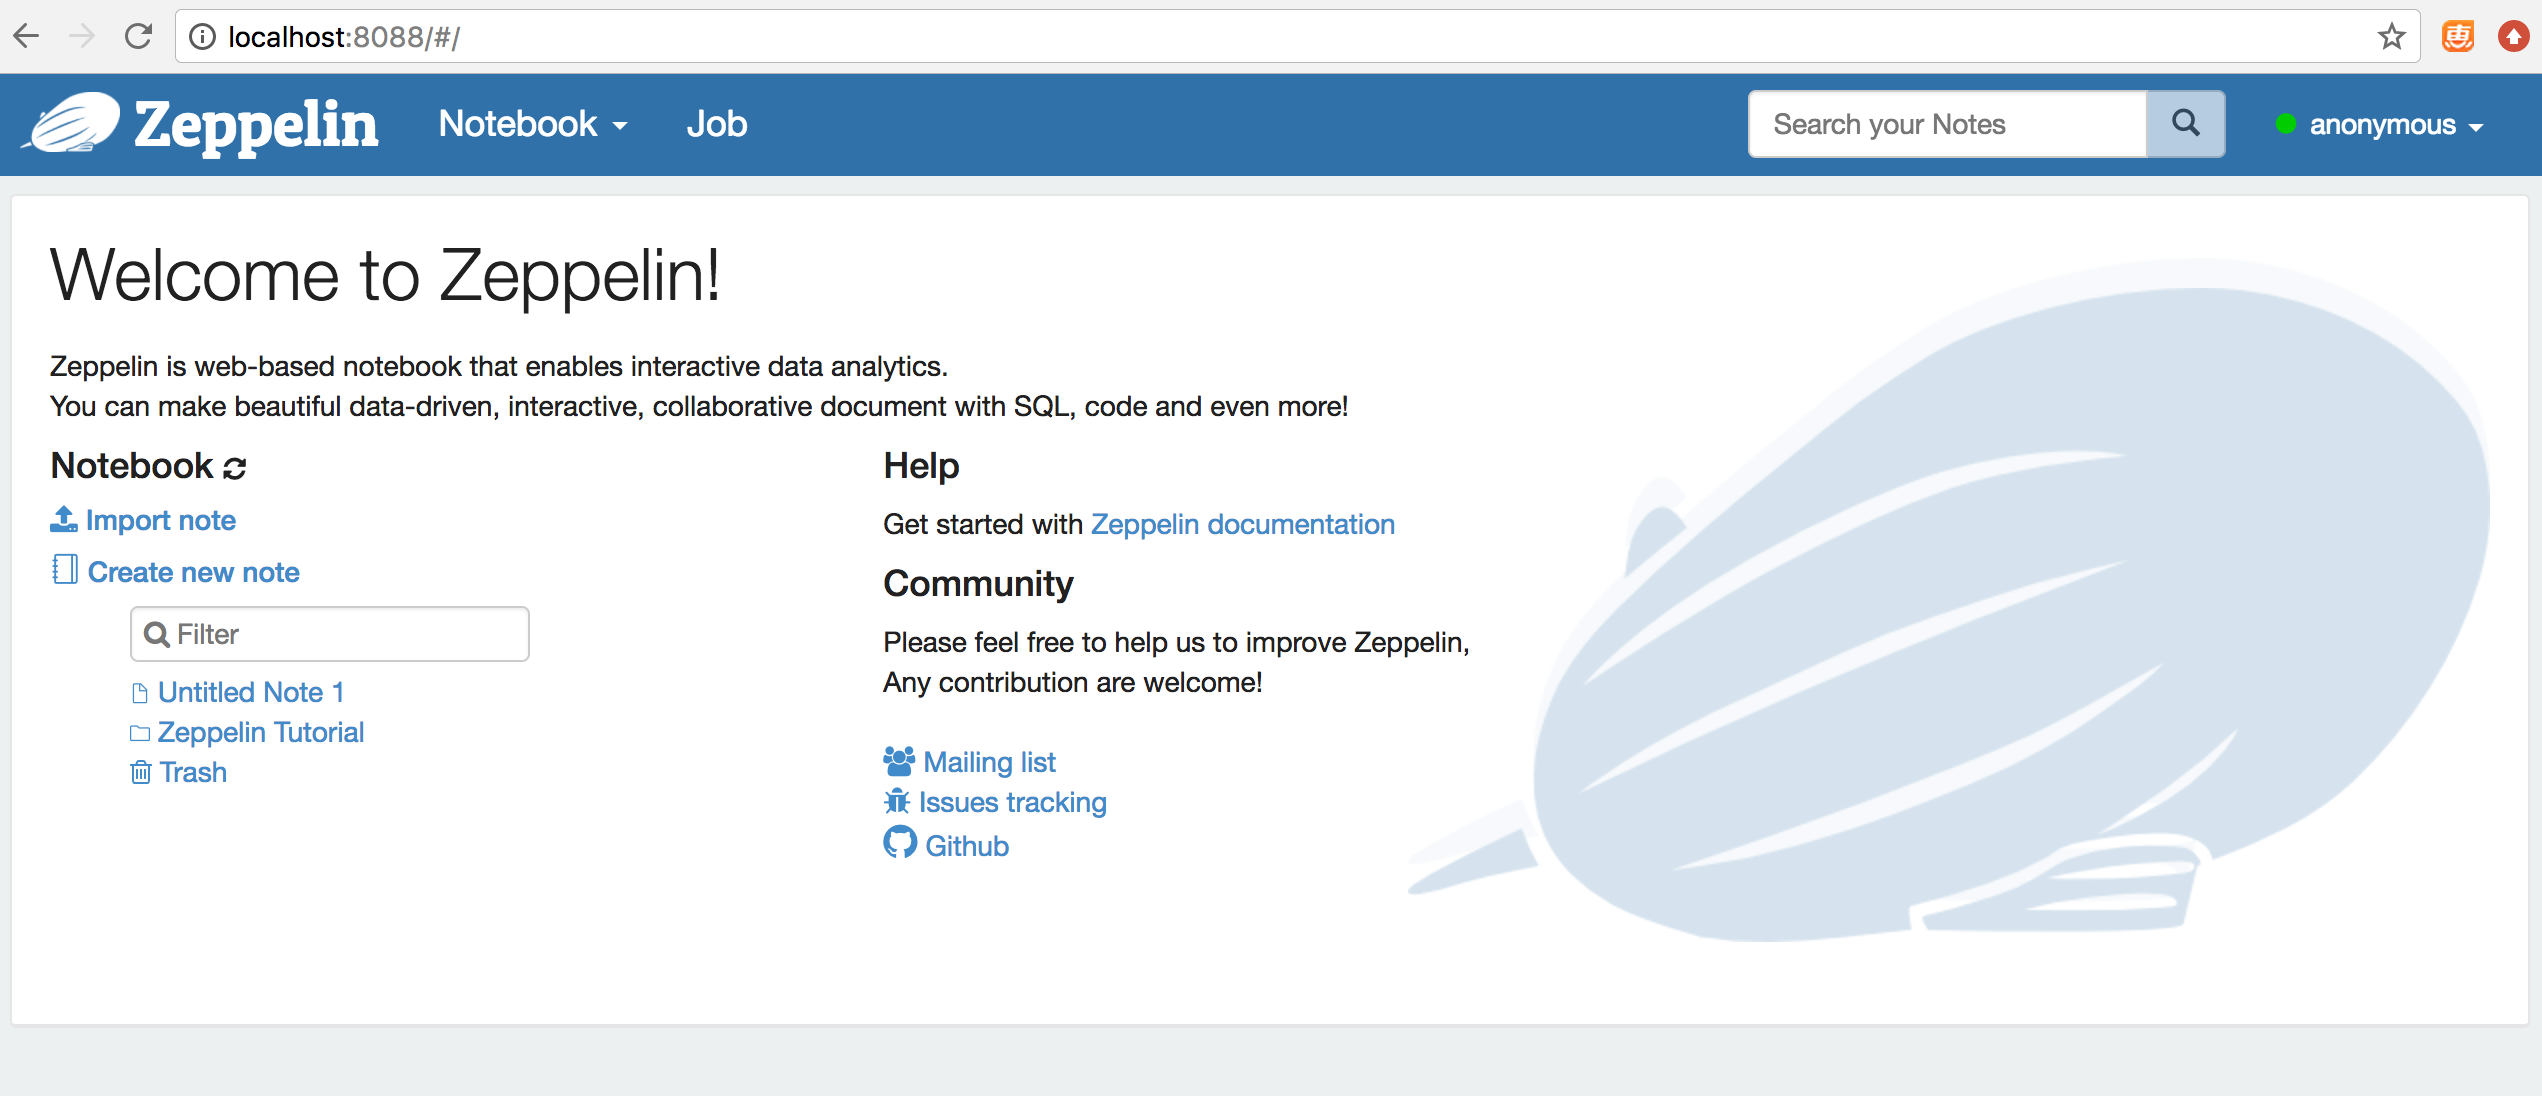 localhost:8088/#/
Zeppelin
Notebook
Job
Search your Notes
anonymous
Welcome to Zeppelin!
Zeppelin is web-based notebook that enables interactive data analytics.
You can make beautiful data-driven, interactive, collaborative document with SQL, code and even more!
Notebook
Import note
Create new note
Filter
Untitled Note 1
Zeppelin Tutorial
Trash
Help
Get started with Zeppelin documentation
Community
Please feel free to help us to improve Zeppelin,
Any contribution are welcome!
Mailing list
Issues tracking
Github
恵